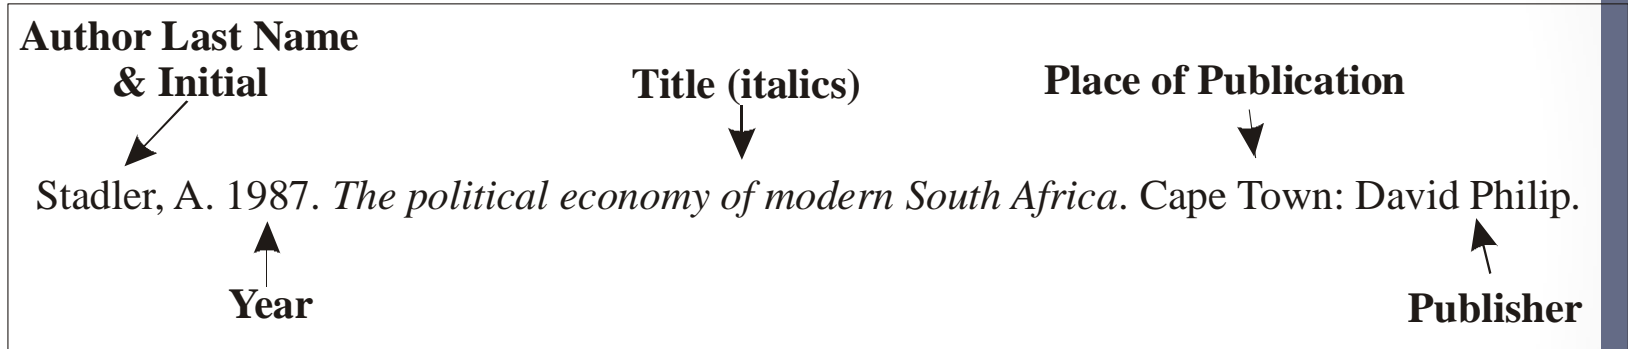 Author Last Name
& Initial
Title (italics)
Place of Publication
Stadler, A. 1987. The political economy of modern South Africa. Cape Town: David Philip.
Year
Publisher